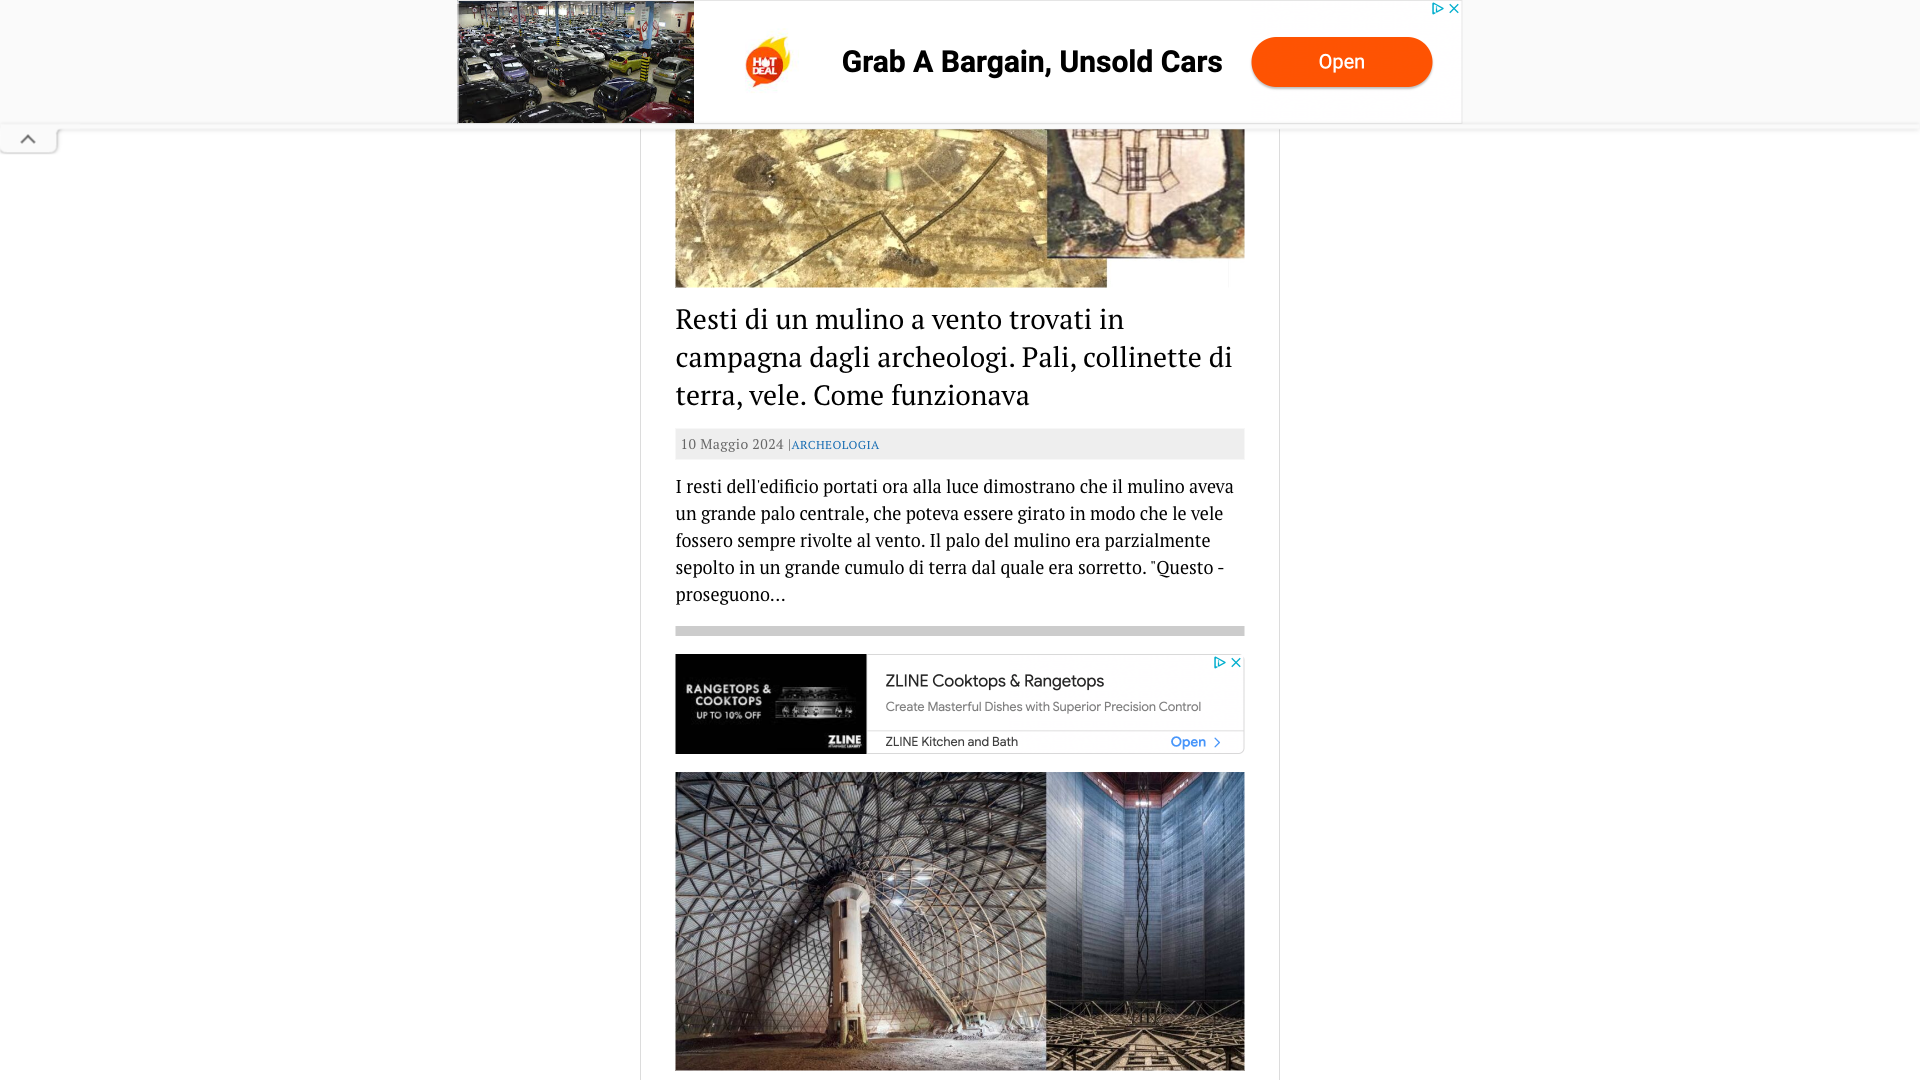 HOT
DEAL
Grab A Bargain, Unsold Cars
Open
Resti di un mulino a vento trovati in
campagna dagli archeologi. Pali, collinette di
terra, vele. Come funzionava
10 Maggio 2024 |ARCHEOLOGIA
I resti dell'edificio portati ora alla luce dimostrano che il mulino aveva
un grande palo centrale, che poteva essere girato in modo che le vele
fossero sempre rivolte al vento. Il palo del mulino era parzialmente
sepolto in un grande cumulo di terra dal quale era sorretto. "Questo -
proseguono...
RANGETOPS &
COOKTOPS
UP TO 10% OFF
ZLINE
ZLINE Cooktops & Rangetops
Create Masterful Dishes with Superior Precision Control
ZLINE Kitchen and Bath
Open